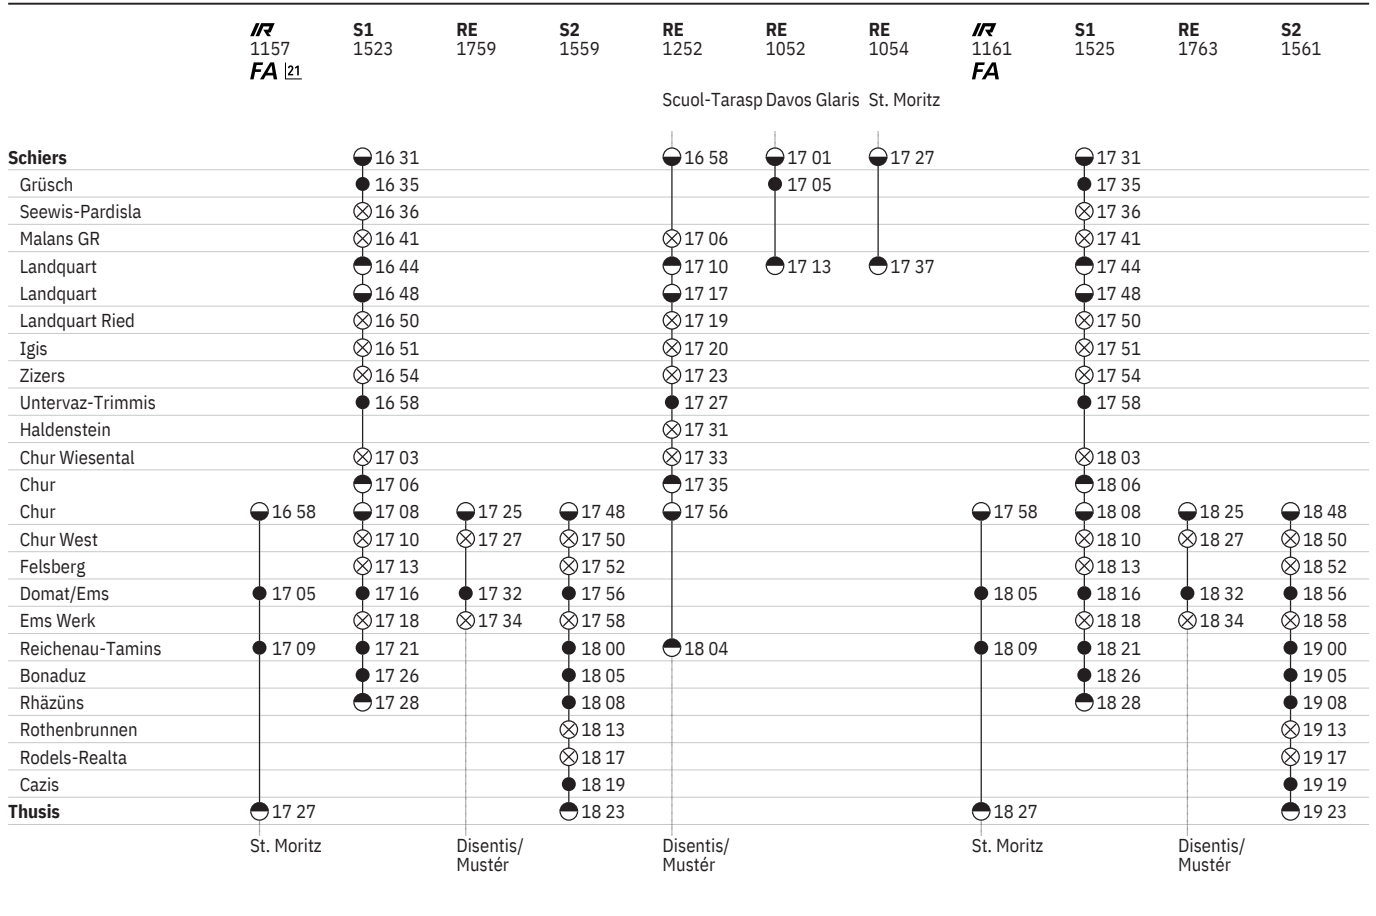 IR S1 RE S2 RE RE RE IR S1 RE S2
1157 1523 1759 1559 1252 1052 1054 1161 1525 1763 1561
FA 21 FA
Scuol-Tarasp Davos Glaris St. Moritz
Schiers 16 31 16 58 17 01 17 27 17 31
Grüsch 16 35 17 05 17 35
Seewis-Pardisla 16 36 17 36
Malans GR 16 41 17 06 17 41
Landquart 16 44 17 10 17 13 17 37 17 44
Landquart 16 48 17 17 17 48
Landquart Ried 16 50 17 19 17 50
Igis 16 51 17 20 17 51
Zizers 16 54 17 23 17 54
Untervaz-Trimmis 16 58 17 27 17 58
Haldenstein 17 31
Chur Wiesental 17 03 17 33 18 03
Chur 17 06 17 35 18 06
Chur 16 58 17 08 17 25 17 48 17 56 17 58 18 08 18 25 18 48
Chur West 17 10 17 27 17 50 18 10 18 27 18 50
Felsberg 17 13 17 52 18 13 18 52
Domat/Ems 17 05 17 16 17 32 17 56 18 05 18 16 18 32 18 56
Ems Werk 17 18 17 34 17 58 18 18 18 34 18 58
Reichenau-Tamins 17 09 17 21 18 00 18 04 18 09 18 21 19 00
Bonaduz 17 26 18 05 18 26 19 05
Rhäzüns 17 28 18 08 18 28 19 08
Rothenbrunnen 18 13 19 13
Rodels-Realta 18 17 19 17
Cazis 18 19 19 19
Thusis 17 27 18 23 18 27 19 23
St. Moritz Disentis/ Disentis/ St. Moritz Disentis/
Mustér Mustér Mustér